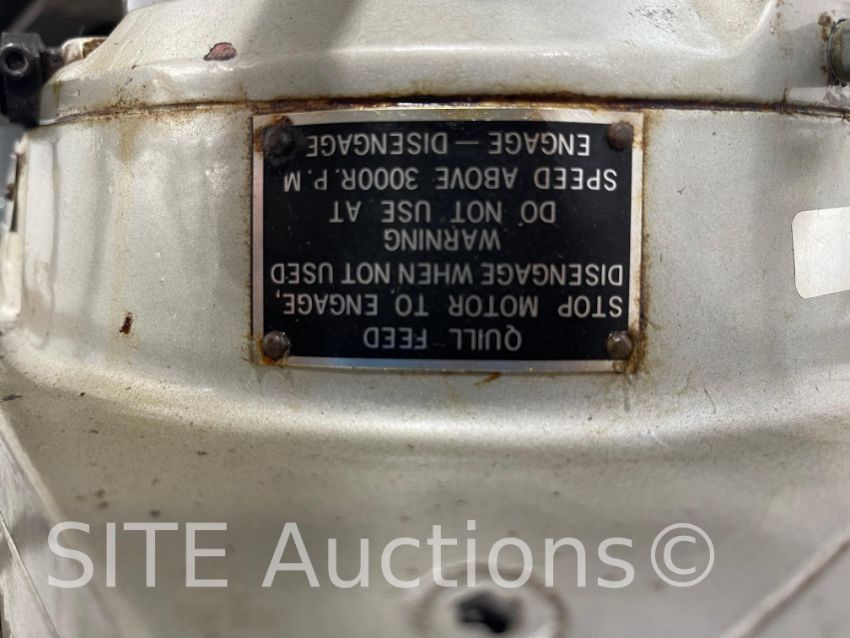 QUILL FEED
STOP MOTOR TO ENGAGE,
DISENGAGE WHEN NOT USED
WARNING
DO NOT USE AT
SPEED ABOVE 3000R.P.M
ENGAGE — DISENGAGE
SITE Auctions©